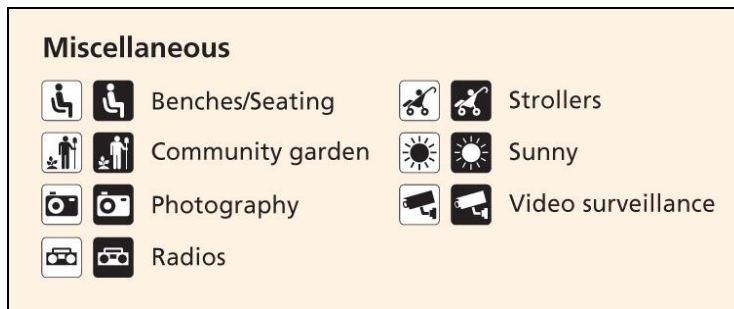 Miscellaneous
Benches/Seating
Community garden
Photography
Radios
Strollers
Sunny
Video surveillance